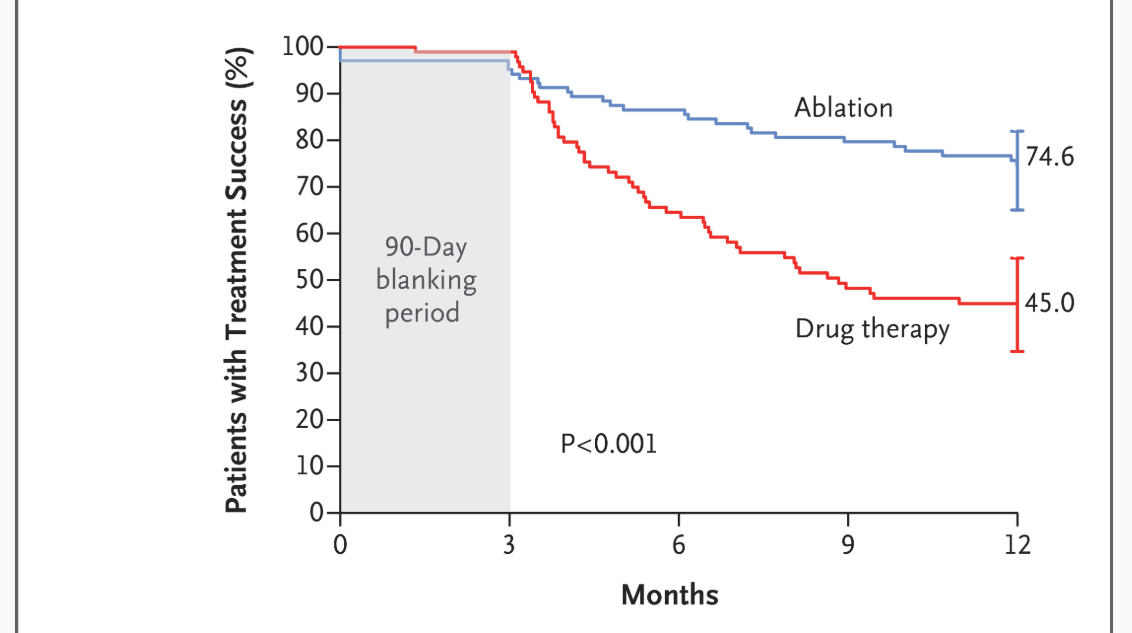 Patients with Treatment Success (%)
100
90
80
70
60
50
40
30
20
10
0
90-Day
blanking
period
Ablation
74.6
45.0
Drug therapy
P<0.001
0
3
6
9
12
Months